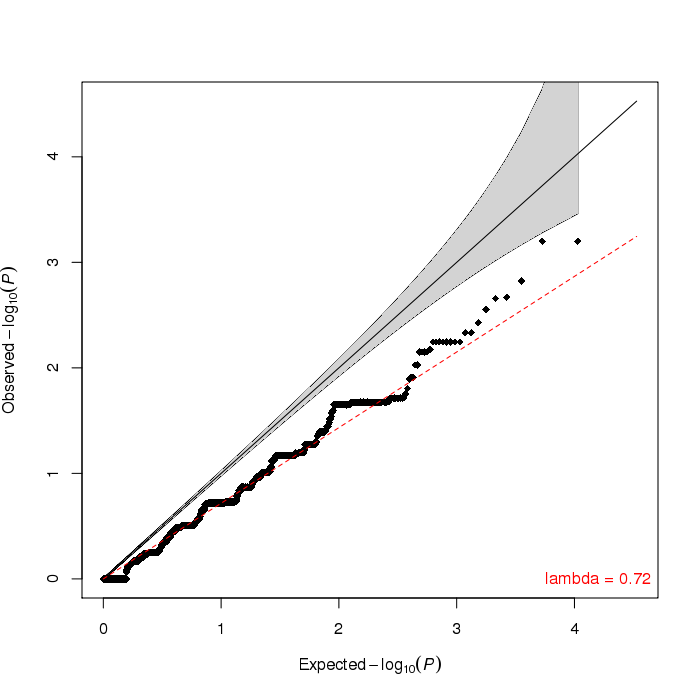 4
3
2
1
0
Observed−log10(P)
lambda = 0.72
0 1 2 3 4
Expected−log10(P)